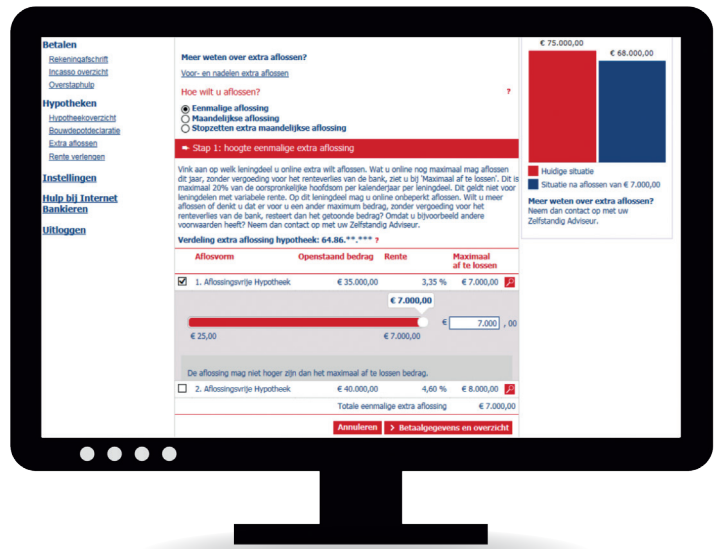 Betalen
Rekeningafschrift
Incasso overzicht
Overstaphulp
Hypotheken
Hypotheekoverzicht
Bouwdepotdeclaratie
Extra aflossen
Rente verlengen
Instellingen
Hulp bij Internet
Bankieren
Uitloggen
Meer weten over extra aflossen?
Voor- en nadelen extra aflossen
Hoe wilt u aflossen? ?
Eenmalige aflossing
Maandelijkse aflossing
Stopzetten extra maandelijkse aflossing
Stap 1: hoogte eenmalige extra aflossing
Vink aan op welk leningdeel u online extra wilt aflossen. Wat u online nog maximaal mag aflossen
dit jaar, zonder vergoeding voor het renteverlies van de bank, ziet u bij 'Maximaal af te lossen'. Dit is
maximaal 20% van de oorspronkelijke hoofdsom per kalenderjaar per leningdeel. Dit geldt niet voor
leningdelen met variabele rente. Op dit leningdeel mag u online onbeperkt aflossen. Wilt u meer
aflossen of denkt u dat er voor u een ander maximum bedrag, zonder vergoeding voor het
renteverlies van de bank, resteert dan het getoonde bedrag? Omdat u bijvoorbeeld andere
voorwaarden heeft? Neem dan contact op met uw Zelfstandig Adviseur.
Verdeling extra aflossing hypotheek: 64.86.**.*** ?
Aflosvorm Openstaand bedrag Rente Maximaal
af te lossen
1. Aflossingsvrije Hypotheek € 35.000,00 3,35 % € 7.000,00
€ 7.000,00
€ 7.000 , 00
€ 25,00 € 7.000,00
De aflossing mag niet hoger zijn dan het maximaal af te lossen bedrag.
2. Aflossingsvrije Hypotheek € 40.000,00 4,60 % € 8.000,00
Totale eenmalige extra aflossing € 7.000,00
Annuleren > Betaalgegevens en overzicht
€ 75.000,00
€ 68.000,00
Huidige situatie
Situatie na aflossen van € 7.000,00
Meer weten over extra aflossen?
Neem dan contact op met uw
Zelfstandig Adviseur.